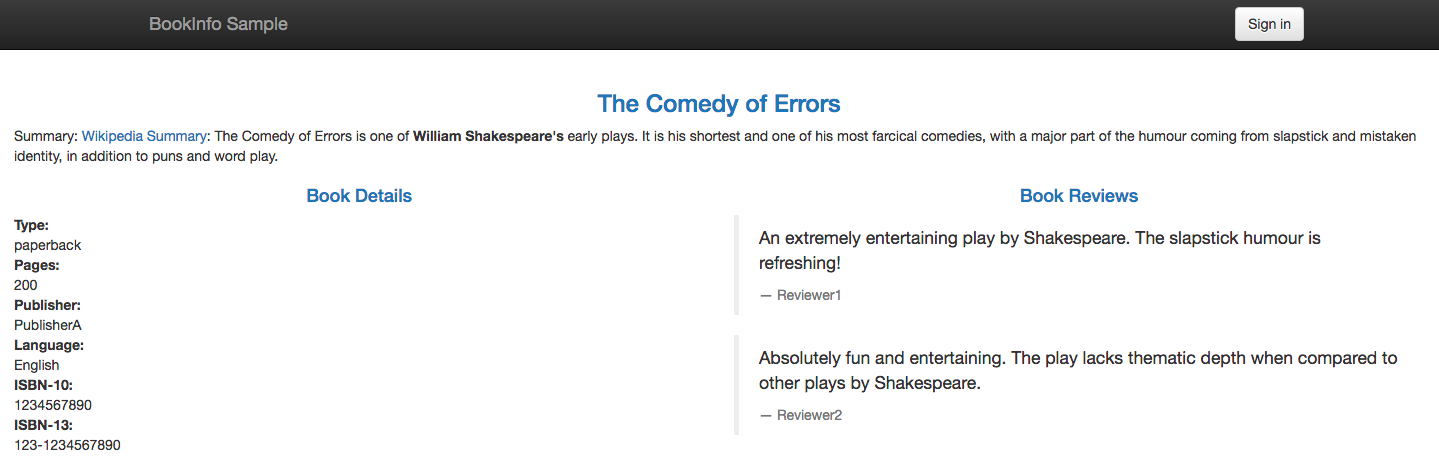 BookInfo Sample
Sign in
The Comedy of Errors
Summary: Wikipedia Summary: The Comedy of Errors is one of William Shakespeare's early plays. It is his shortest and one of his most farcical comedies, with a major part of the humour coming from slapstick and mistaken
identity, in addition to puns and word play.
Book Details
Type:
paperback
Pages:
200
Publisher:
PublisherA
Language:
English
ISBN-10:
1234567890
ISBN-13:
123-1234567890
Book Reviews
An extremely entertaining play by Shakespeare. The slapstick humour is
refreshing!
— Reviewer1
Absolutely fun and entertaining. The play lacks thematic depth when compared to
other plays by Shakespeare.
— Reviewer2